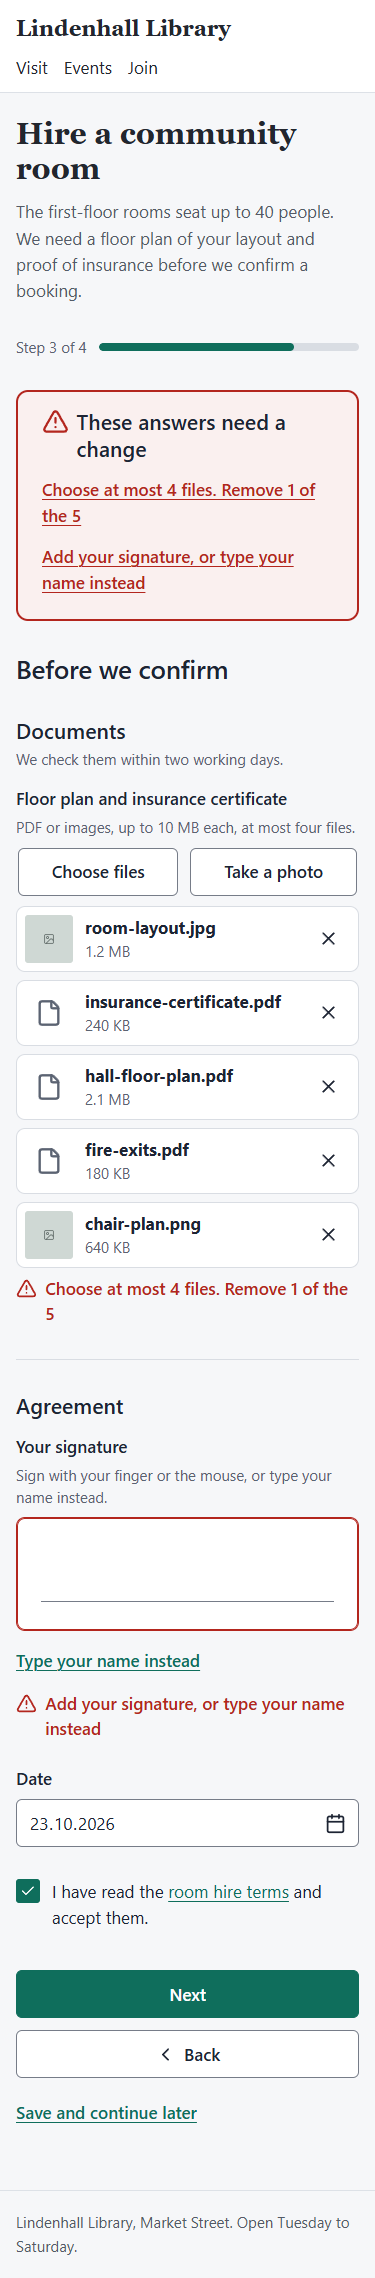 Lindenhall Library
Visit Events Join
Hire a community
room
The first-floor rooms seat up to 40 people.
We need a floor plan of your layout and
proof of insurance before we confirm a
booking.
Step 3 of 4
These answers need a
change
Choose at most 4 files. Remove 1 of
the 5
Add your signature, or type your
name instead
Before we confirm
Documents
We check them within two working days.
Floor plan and insurance certificate
PDF or images, up to 10 MB each, at most four files.
Choose files Take a photo
room-layout.jpg
1.2 MB
insurance-certificate.pdf
240 KB
hall-floor-plan.pdf
2.1 MB
fire-exits.pdf
180 KB
chair-plan.png
640 KB
Choose at most 4 files. Remove 1 of the
5
Agreement
Your signature
Sign with your finger or the mouse, or type your
name instead.
Type your name instead
Add your signature, or type your name
instead
Date
23.10.2026
I have read the room hire terms and
accept them.
Next
Back
Save and continue later
Lindenhall Library, Market Street. Open Tuesday to
Saturday.